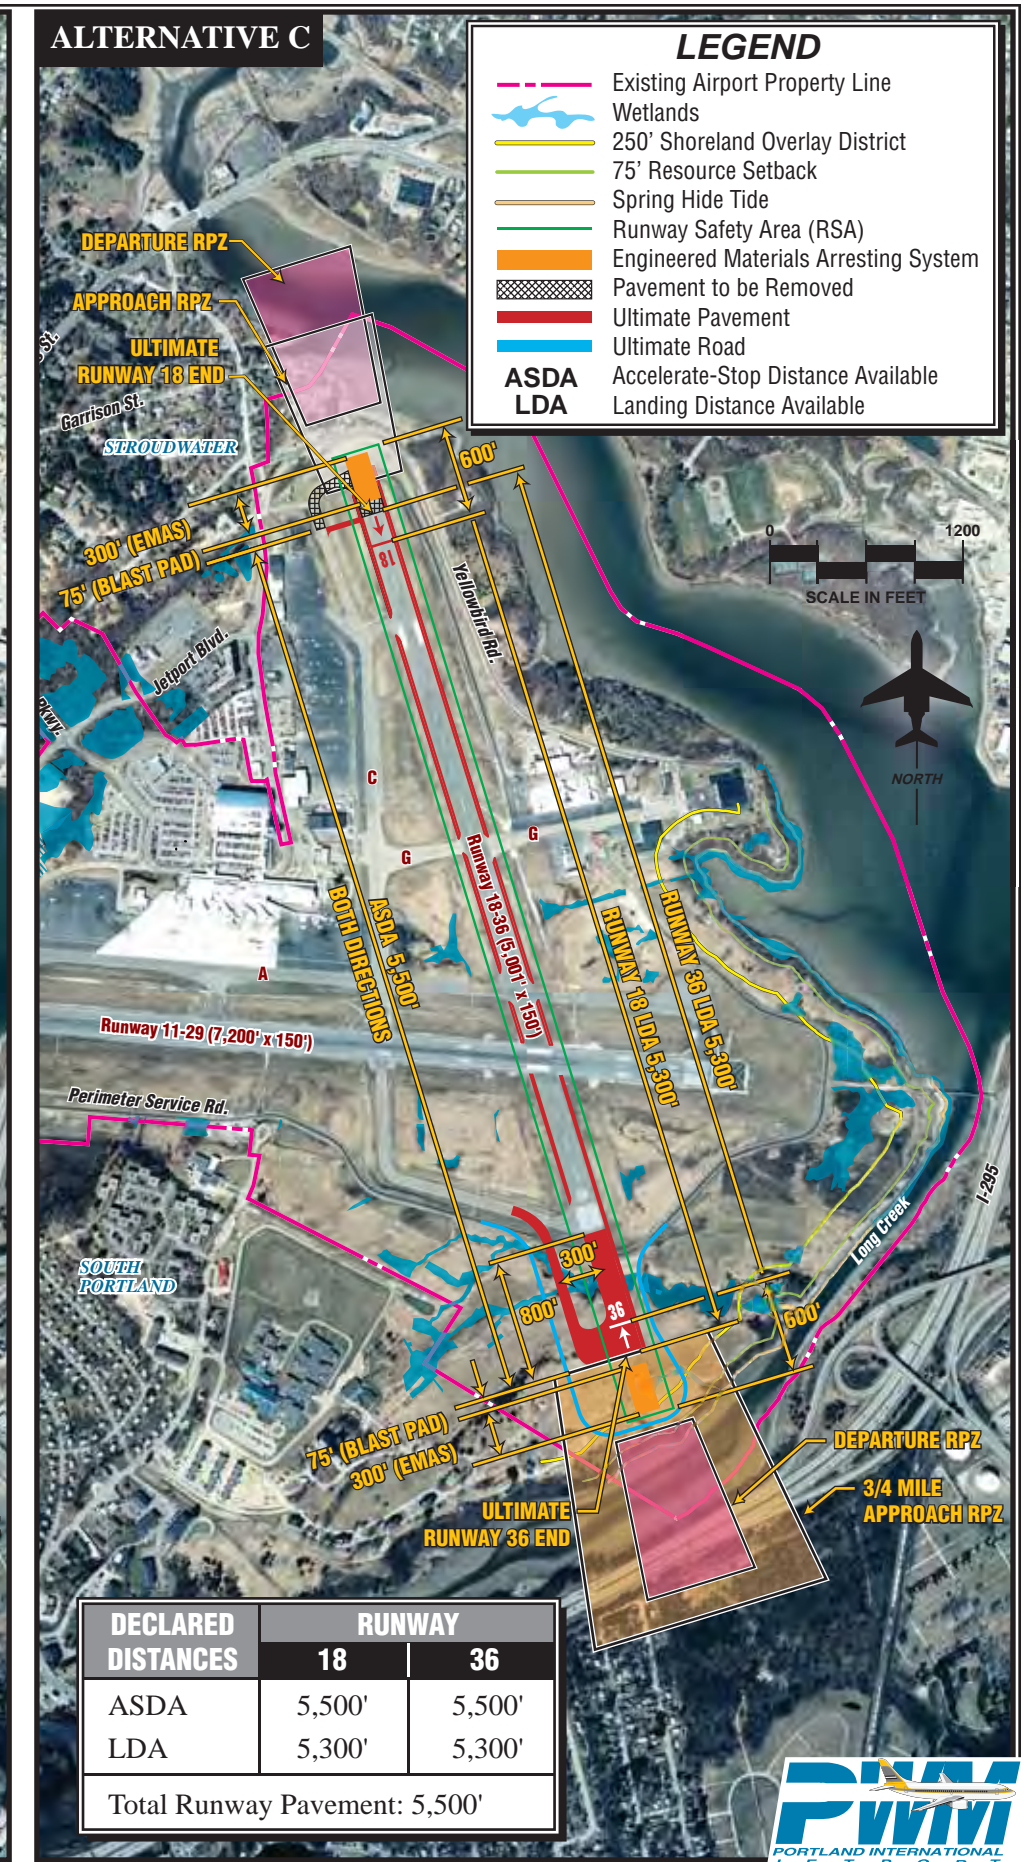 ALTERNATIVE C
LEGEND
Existing Airport Property Line
Wetlands
250' Shoreland Overlay District
75' Resource Setback
Spring Hide Tide
Runway Safety Area (RSA)
Engineered Materials Arresting System
Pavement to be Removed
Ultimate Pavement
Ultimate Road
ASDA Accelerate-Stop Distance Available
LDA Landing Distance Available
DEPARTURE RPZ
APPROACH RPZ
ULTIMATE
RUNWAY 18 END
St.
Garrison St.
STROUDWATER
600'
300' (EMAS)
75' (BLAST PAD)
18
Yellowbird Rd.
0 1200
SCALE IN FEET
NORTH
Jetport Blvd.
Pkwy.
C
G
G
A
Runway 18-36 (5,001' x 150')
ASDA 5,500'
BOTH DIRECTIONS
RUNWAY 36 LDA 5,300'
RUNWAY 18 LDA 5,300'
Runway 11-29 (7,200' x 150')
Perimeter Service Rd.
I-295
Long Creek
SOUTH
PORTLAND
300'
800'
36
600'
75' (BLAST PAD)
300' (EMAS)
ULTIMATE
RUNWAY 36 END
DEPARTURE RPZ
3/4 MILE
APPROACH RPZ
DECLARED
DISTANCES
RUNWAY
18 36
ASDA 5,500' 5,500'
LDA 5,300' 5,300'
Total Runway Pavement: 5,500'
PWM
PORTLAND INTERNATIONAL